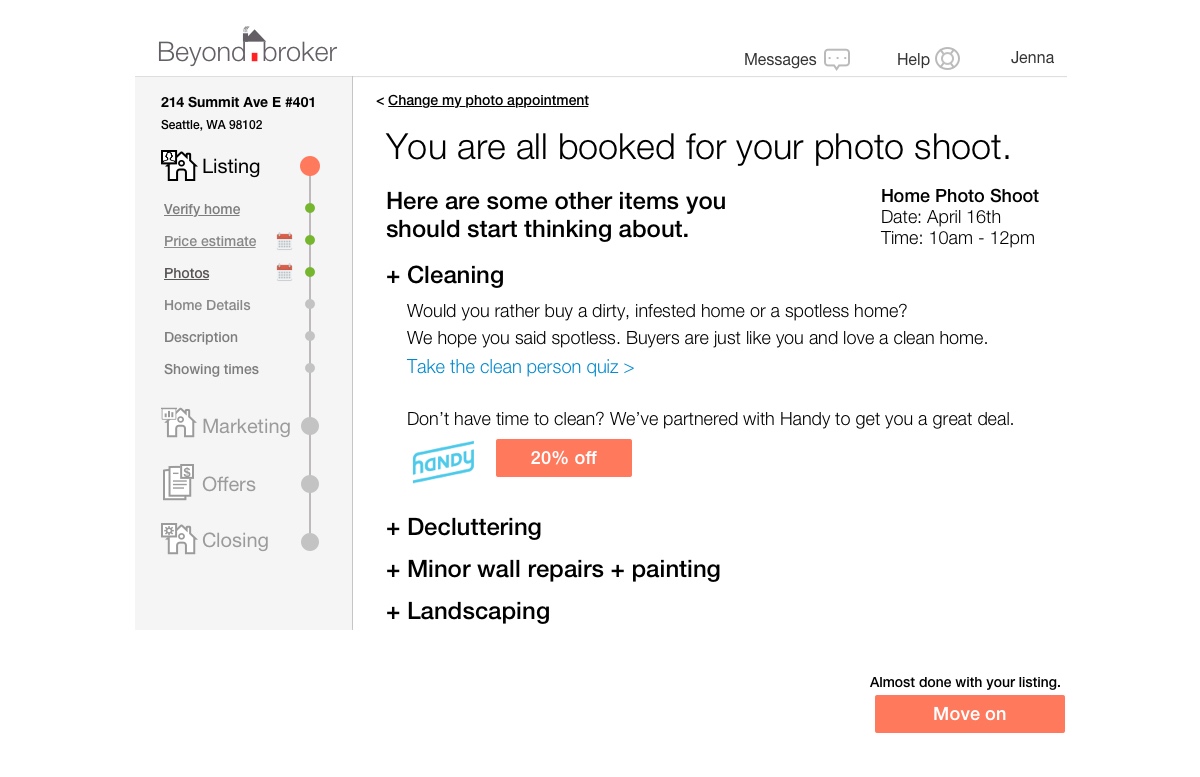 Beyond broker
Messages
Help
Jenna
214 Summit Ave E #401
Seattle, WA 98102
Listing
Verify home
Price estimate
Photos
Home Details
Description
Showing times
Marketing
Offers
Closing
< Change my photo appointment
You are all booked for your photo shoot.
Here are some other items you
should start thinking about.
Home Photo Shoot
Date: April 16th
Time: 10am - 12pm
+ Cleaning
Would you rather buy a dirty, infested home or a spotless home?
We hope you said spotless. Buyers are just like you and love a clean home.
Take the clean person quiz >
Don’t have time to clean? We’ve partnered with Handy to get you a great deal.
HANDY
20% off
+ Decluttering
+ Minor wall repairs + painting
+ Landscaping
Almost done with your listing.
Move on